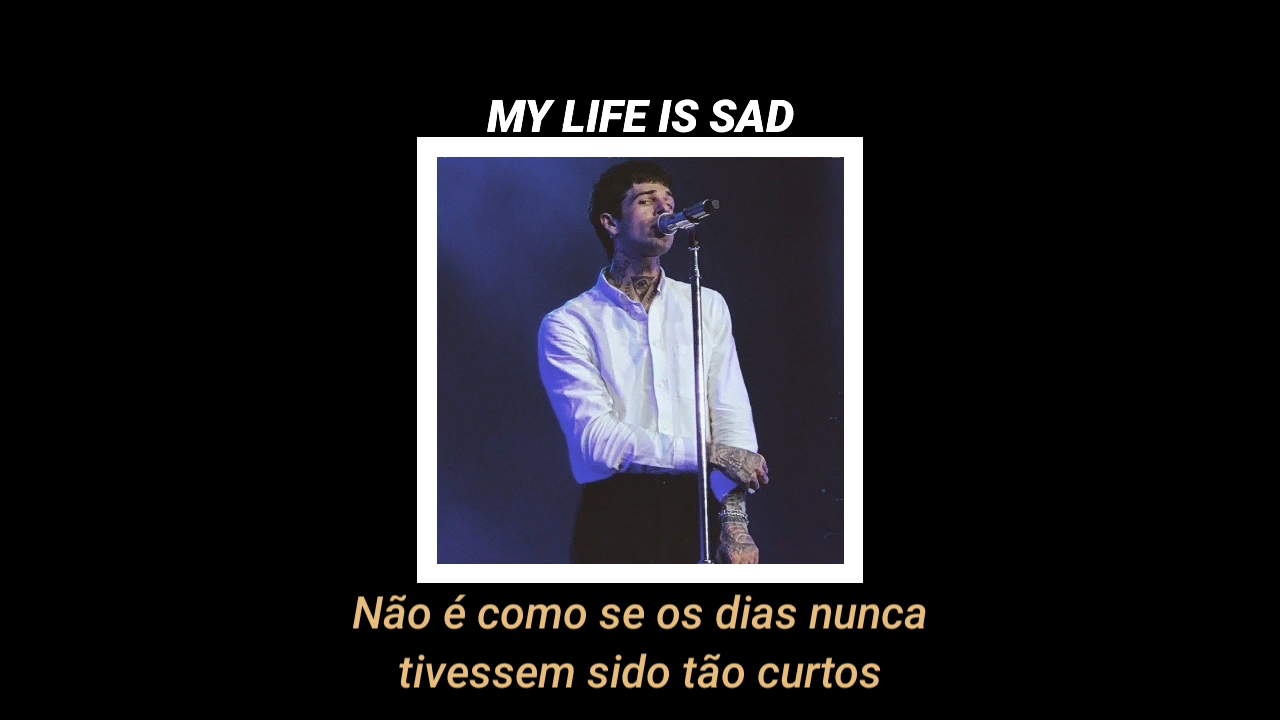 MY LIFE IS SAD
Não é como se os dias nunca
tivessem sido tão curtos